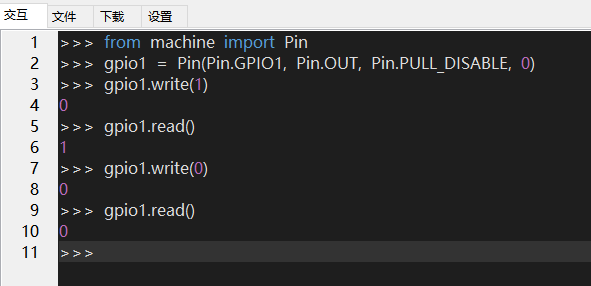 交互 文件 下载 设置
1 >>> from machine import Pin
2 >>> gpio1 = Pin(Pin.GPIO1, Pin.OUT, Pin.PULL_DISABLE, 0)
3 >>> gpio1.write(1)
4 0
5 >>> gpio1.read()
6 1
7 >>> gpio1.write(0)
8 0
9 >>> gpio1.read()
10 0
11 >>>